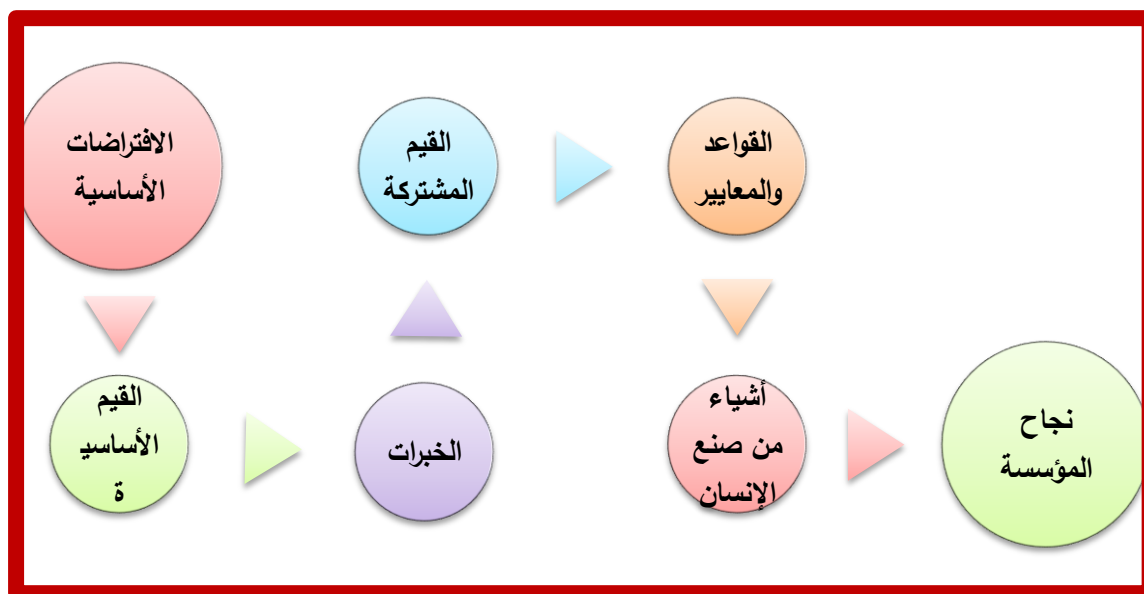 الافتراضات
الأساسية
القيم
الأساسي
ة
الخبرات
القيم
المشتركة
القواعد
والمعايير
أشياء
من صنع
الإنسان
نجاح
المؤسسة